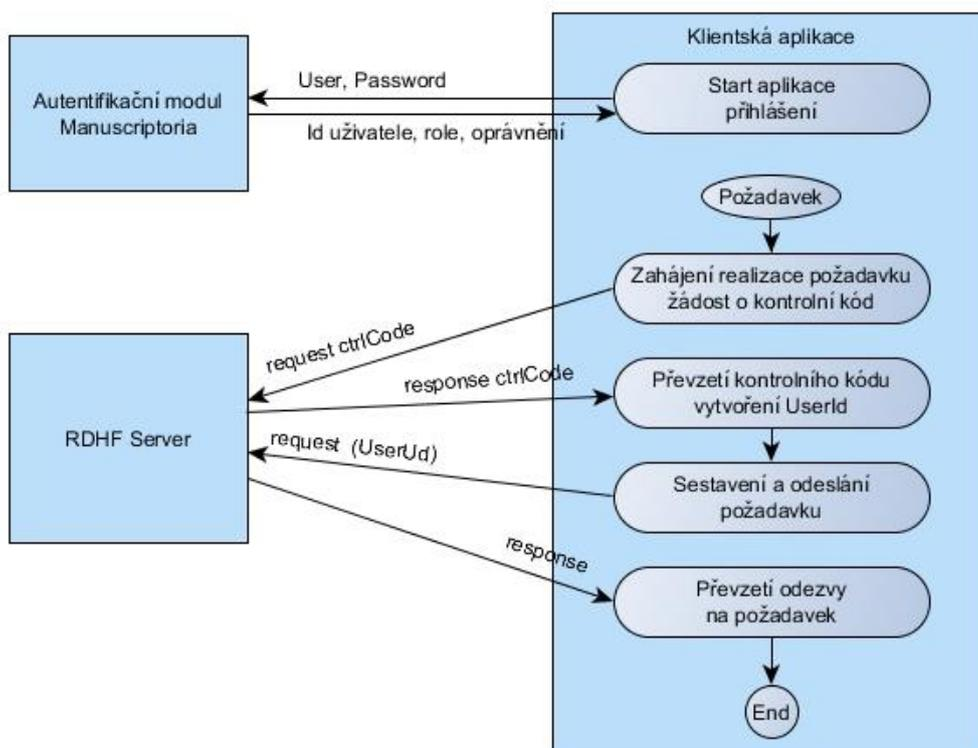 Klientská aplikace
Autentifikační modul
Manuscriptoria
User, Password
Id uživatele, role, oprávnění
Start aplikace
přihlášení
Požadavek
Zahájení realizace požadavku
žádost o kontrolní kód
request ctrlCode
response ctrlCode
Převzetí kontrolního kódu
vytvoření UserId
RDHF Server
request (UserUd)
Sestavení a odeslání
požadavku
response
Převzetí odezvy
na požadavek
End